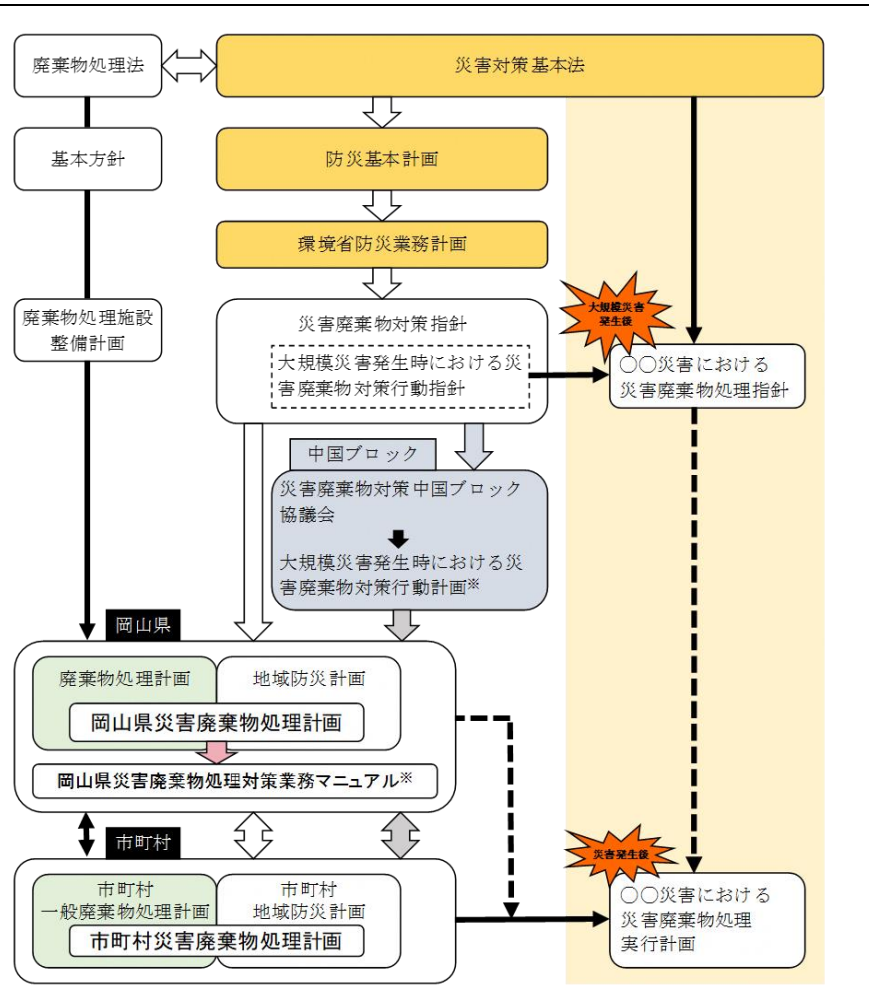 廃棄物処理法
災害対策基本法
基本方針
防災基本計画
環境省防災業務計画
廃棄物処理施設
整備計画
災害廃棄物対策指針
大規模災害発生時における災
害廃棄物対策行動指針
大規模災害
発生後
〇〇災害における
災害廃棄物処理指針
中国ブロック
災害廃棄物対策中国ブロック
協議会
大規模災害発生時における災
害廃棄物対策行動計画※
岡山県
廃棄物処理計画
地域防災計画
岡山県災害廃棄物処理計画
岡山県災害廃棄物処理対策業務マニュアル※
市町村
市町村
一般廃棄物処理計画
市町村
地域防災計画
市町村災害廃棄物処理計画
災害発生後
〇〇災害における
災害廃棄物処理
実行計画